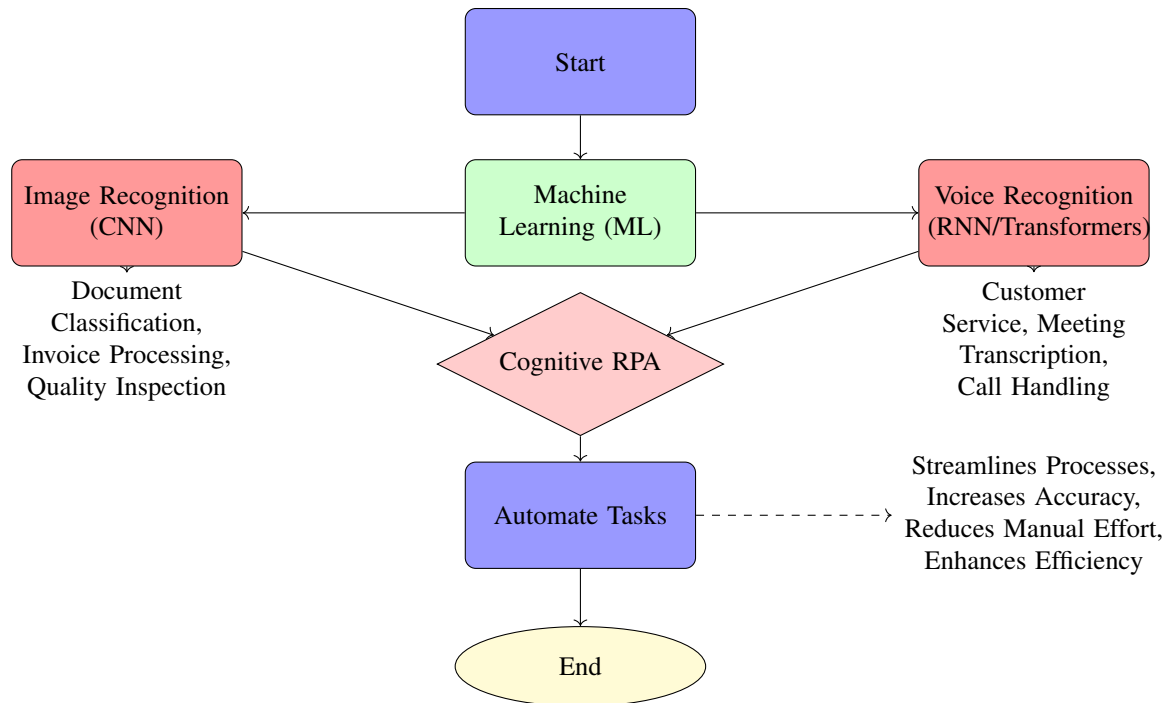 Start
Image Recognition
(CNN)
Machine
Learning (ML)
Voice Recognition
(RNN/Transformers)
Document
Classification,
Invoice Processing,
Quality Inspection
Cognitive RPA
Customer
Service, Meeting
Transcription,
Call Handling
Automate Tasks
Streamlines Processes,
Increases Accuracy,
Reduces Manual Effort,
Enhances Efficiency
End